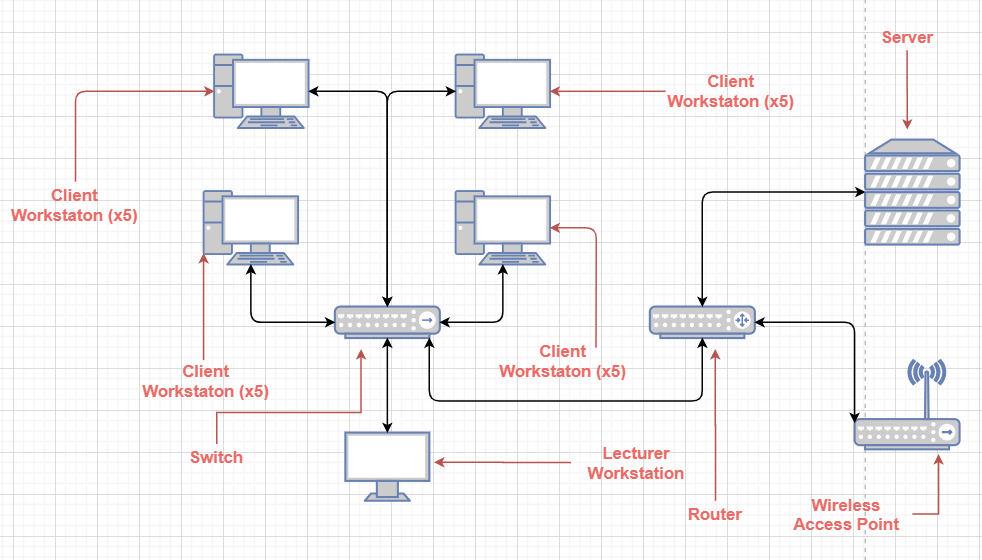 Server
Client
Workstaton (x5)
Client
Workstaton (x5)
Client
Workstaton (x5)
Client
Workstaton (x5)
Switch
Lecturer
Workstation
Router
Wireless
Access Point